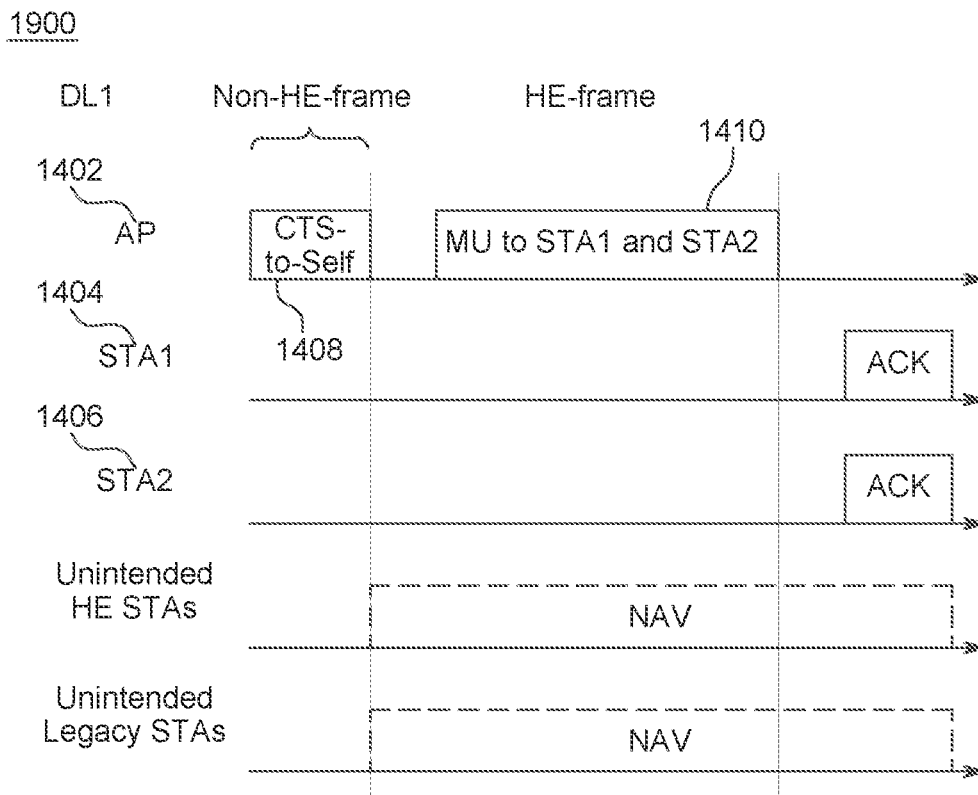 1900
DL1 Non-HE-frame HE-frame
1410
1402
AP
CTS-
to-Self
MU to STA1 and STA2
1404
1408
STA1
ACK
1406
STA2
ACK
Unintended
HE STAs
NAV
Unintended
Legacy STAs
NAV